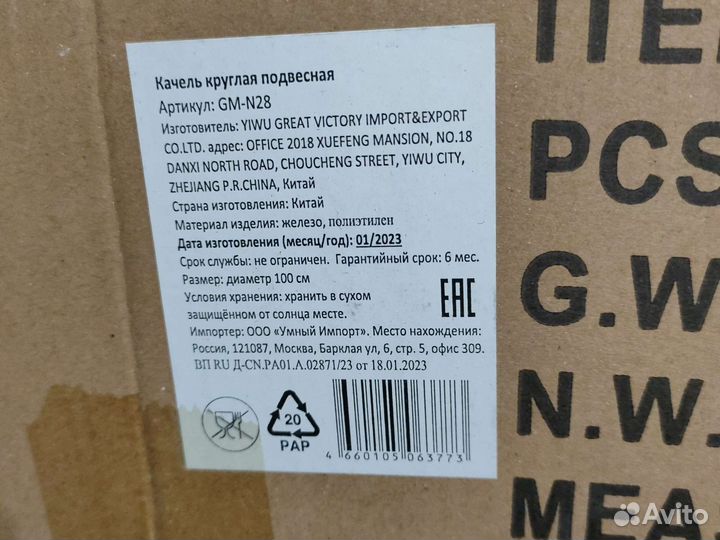 Качель круглая подвесная
Артикул: GM-N28
Изготовитель: YIWU GREAT VICTORY IMPORT&EXPORT
CO.LTD. адрес: OFFICE 2018 XUEFENG MANSION, NO.18
DANXI NORTH ROAD, CHOUCHENG STREET, YIWU CITY,
ZHEJIANG P.R.CHINA, Китай
Страна изготовления: Китай
Материал изделия: железо, полиэтилен
Дата изготовления (месяц/год): 01/2023
Срок службы: не ограничен. Гарантийный срок: 6 мес.
Размер: диаметр 100 см
Условия хранения: хранить в сухом
защищённом от солнца месте.
EAC
Импортер: ООО «Умный Импорт». Место нахождения:
Россия, 121087, Москва, Барклая ул, 6, стр. 5, офис 309.
ВП RU Д-CN.РА01.А.02871/23 от 18.01.2023
20
PAP
4 660105 063773
PCS
G.W
N.W.
MEA
Avito